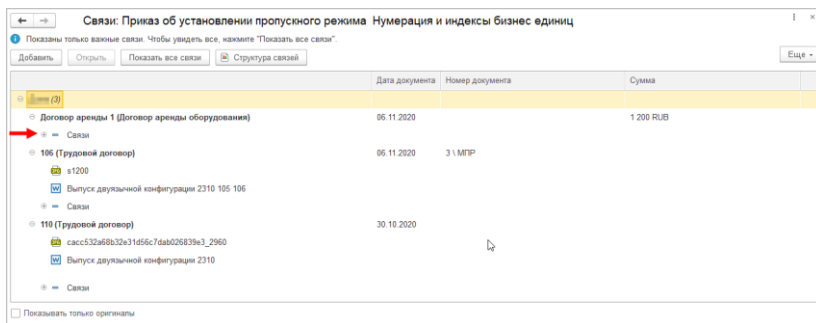 Связи: Приказ об установлении пропускного режима Нумерация и индексы бизнес единиц
Показаны только важные связи. Чтобы увидеть все, нажмите "Показать все связи".
Добавить Открыть Показать все связи Структура связей Еще
Дата документа Номер документа Сумма
(3)
Договор аренды 1 (Договор аренды оборудования) 06.11.2020 1 200 RUB
Связи
106 (Трудовой договор) 06.11.2020 3 \ МПР
s1200
Выпуск двуязычной конфигурации 2310 105 106
Связи
110 (Трудовой договор) 30.10.2020
cacc532a68b32e31d56c7dab026839e3_2960
Выпуск двуязычной конфигурации 2310
Связи
Показывать только оригиналы